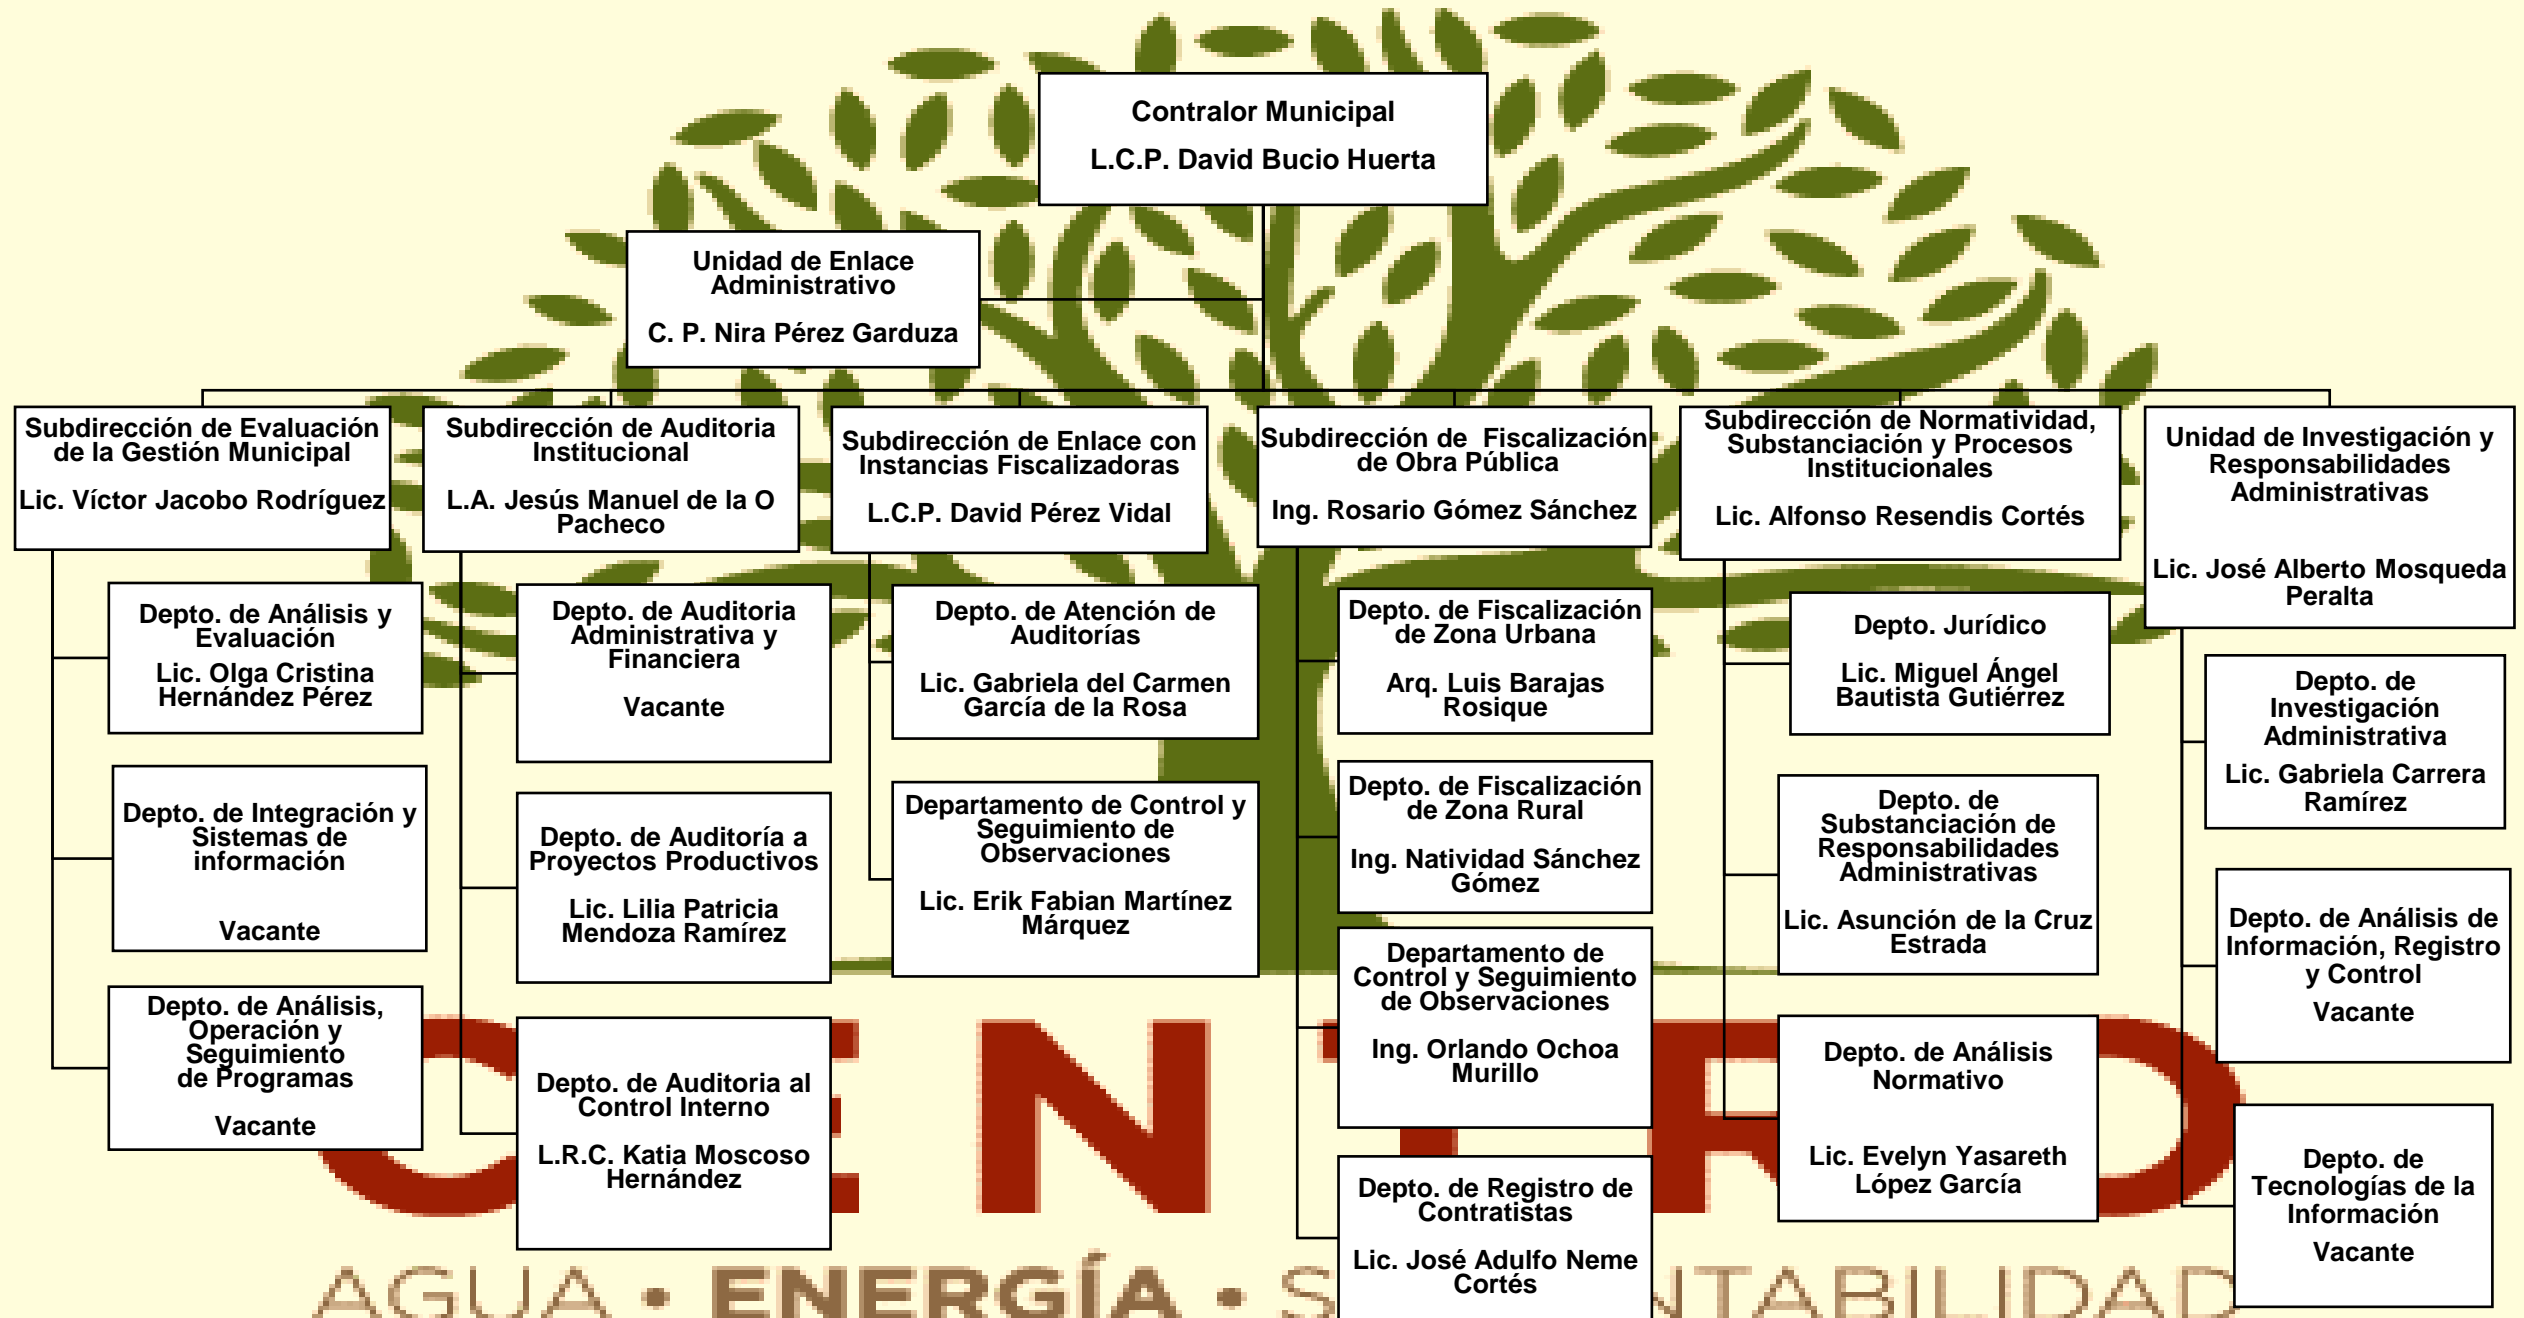 Contralor Municipal
L.C.P. David Bucio Huerta
Unidad de Enlace
Administrativo
C. P. Nira Pérez Garduza
Subdirección de Evaluación
de la Gestión Municipal
Lic. Víctor Jacobo Rodríguez
Subdirección de Auditoria
Institucional
L.A. Jesús Manuel de la O
Pacheco
Subdirección de Enlace con
Instancias Fiscalizadoras
L.C.P. David Pérez Vidal
Subdirección de Fiscalización
de Obra Pública
Ing. Rosario Gómez Sánchez
Subdirección de Normatividad,
Substanciación y Procesos
Institucionales
Lic. Alfonso Resendis Cortés
Unidad de Investigación y
Responsabilidades
Administrativas
Lic. José Alberto Mosqueda
Peralta
Depto. de Análisis y
Evaluación
Lic. Olga Cristina
Hernández Pérez
Depto. de Integración y
Sistemas de
información
Vacante
Depto. de Análisis,
Operación y
Seguimiento
de Programas
Vacante
Depto. de Auditoria
Administrativa y
Financiera
Vacante
Depto. de Auditoría a
Proyectos Productivos
Lic. Lilia Patricia
Mendoza Ramírez
Depto. de Auditoria al
Control Interno
L.R.C. Katia Moscoso
Hernández
Depto. de Atención de
Auditorías
Lic. Gabriela del Carmen
García de la Rosa
Departamento de Control y
Seguimiento de
Observaciones
Lic. Erik Fabian Martínez
Márquez
Depto. de Fiscalización
de Zona Urbana
Arq. Luis Barajas
Rosique
Depto. de Fiscalización
de Zona Rural
Ing. Natividad Sánchez
Gómez
Departamento de
Control y Seguimiento
de Observaciones
Ing. Orlando Ochoa
Murillo
Depto. de Registro de
Contratistas
Lic. José Adulfo Neme
Cortés
Depto. Jurídico
Lic. Miguel Ángel
Bautista Gutiérrez
Depto. de
Substanciación de
Responsabilidades
Administrativas
Lic. Asunción de la Cruz
Estrada
Depto. de Análisis
Normativo
Lic. Evelyn Yasareth
López García
Depto. de
Investigación
Administrativa
Lic. Gabriela Carrera
Ramírez
Depto. de Análisis de
Información, Registro
y Control
Vacante
Depto. de
Tecnologías de la
Información
Vacante
CENTRO
AGUA • ENERGÍA •